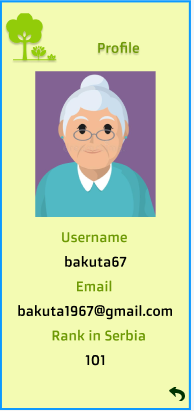 Profile
Username
bakuta67
Email
bakuta1967@gmail.com
Rank in Serbia
101